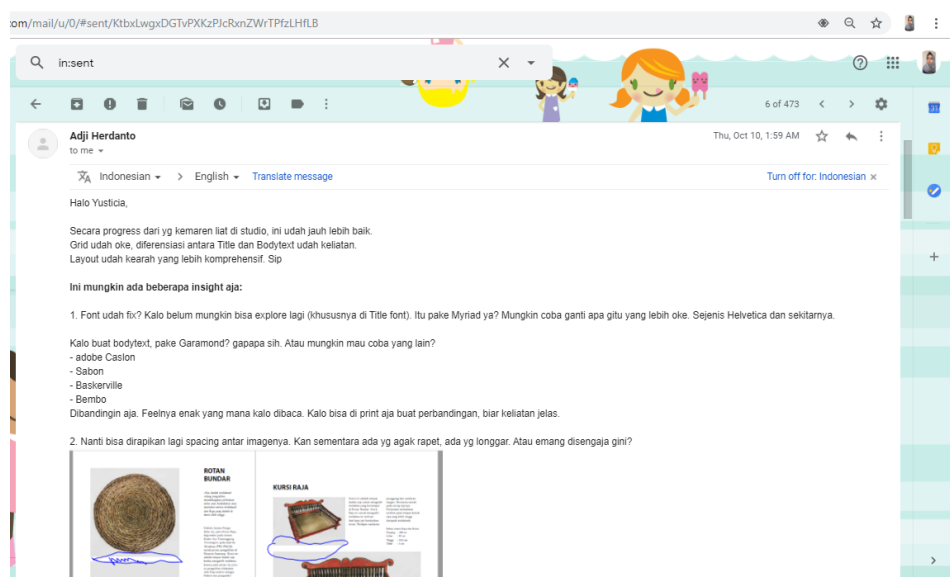 om/mail/u/0/#sent/KtbxLwgxDGTvPXKzPJcRxnZWrTPfzLHfLB
in:sent
6 of 473
Adji Herdanto
Thu, Oct 10, 1:59 AM
to me
Indonesian > English Translate message Turn off for: Indonesian ×
Halo Yusticia,
Secara progress dari yg kemaren liat di studio, ini udah jauh lebih baik.
Grid udah oke, diferensiasi antara Title dan Bodytext udah keliatan.
Layout udah kearah yang lebih komprehensif. Sip
Ini mungkin ada beberapa insight aja:
1. Font udah fix? Kalo belum mungkin bisa explore lagi (khususnya di Title font). Itu pake Myriad ya? Mungkin coba ganti apa gitu yang lebih oke. Sejenis Helvetica dan sekitarnya.
Kalo buat bodytext, pake Garamond? gapapa sih. Atau mungkin mau coba yang lain?
- adobe Caslon
- Sabon
- Baskerville
- Bembo
Dibandingin aja. Feelnya enak yang mana kalo dibaca. Kalo bisa di print aja buat perbandingan, biar keliatan jelas.
2. Nanti bisa dirapikan lagi spacing antar imagenya. Kan sementara ada yg agak rapet, ada yg longgar. Atau emang disengaja gini?
ROTAN
BUNDAR
KURSI RAJA